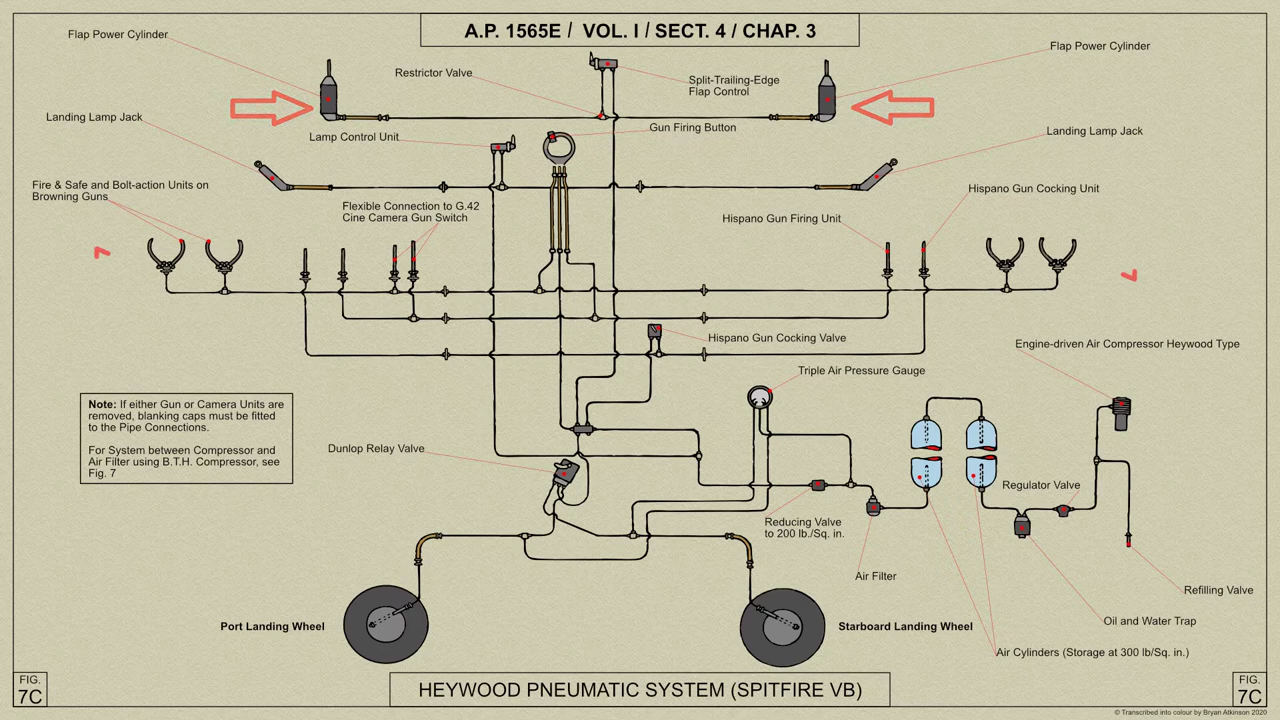 A.P. 1565E / VOL. I / SECT. 4 / CHAP. 3
Flap Power Cylinder
Flap Power Cylinder
Restrictor Valve
Split-Trailing-Edge
Flap Control
Landing Lamp Jack
Gun Firing Button
Landing Lamp Jack
Lamp Control Unit
Fire & Safe and Bolt-action Units on
Browning Guns
Hispano Gun Cocking Unit
Flexible Connection to G.42
Cine Camera Gun Switch
Hispano Gun Firing Unit
Hispano Gun Cocking Valve
Engine-driven Air Compressor Heywood Type
Triple Air Pressure Gauge
Note: If either Gun or Camera Units are
removed, blanking caps must be fitted
to the Pipe Connections.
For System between Compressor and
Air Filter using B.T.H. Compressor, see
Fig. 7
Dunlop Relay Valve
Regulator Valve
Reducing Valve
to 200 lb./Sq. in.
Air Filter
Refilling Valve
Oil and Water Trap
Port Landing Wheel
Starboard Landing Wheel
Air Cylinders (Storage at 300 lb/Sq. in.)
FIG.
7C
HEYWOOD PNEUMATIC SYSTEM (SPITFIRE VB)
FIG.
7C
© Transcribed into colour by Bryan Atkinson 2020